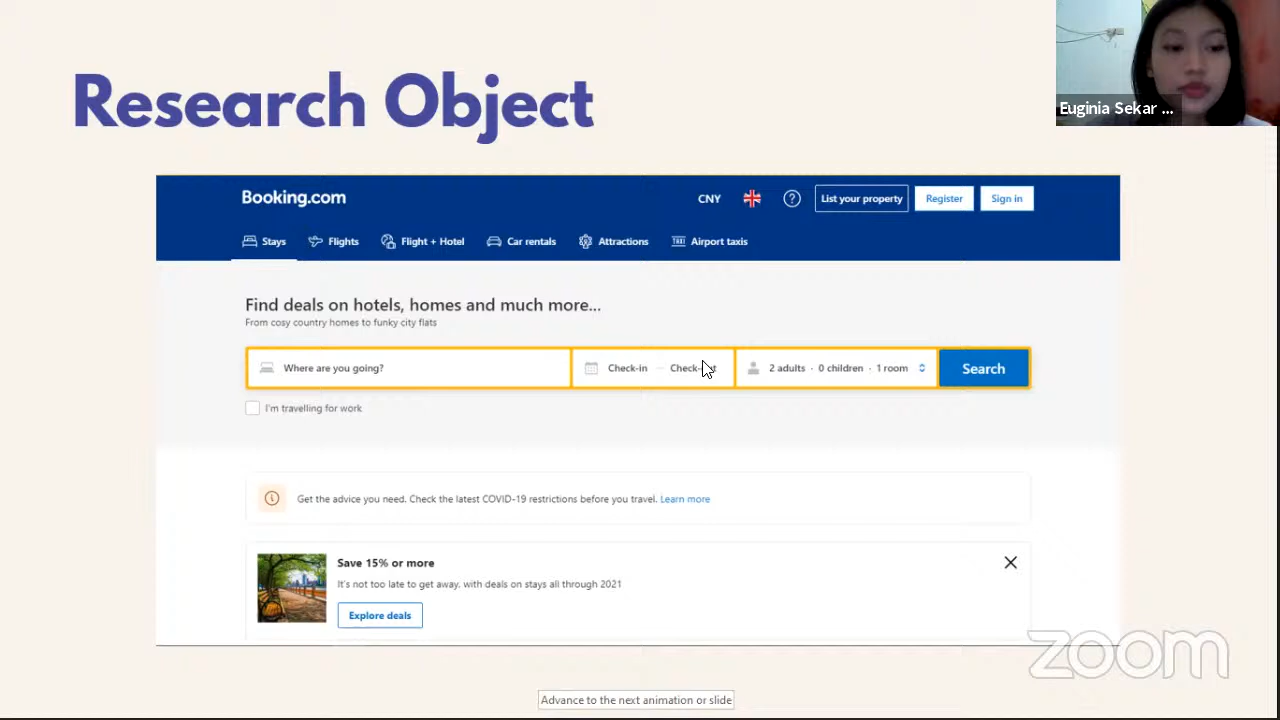 Research Object
Euginia Sekar ...
Booking.com
CNY
?
List your property
Register
Sign in
Stays
Flights
Flight + Hotel
Car rentals
Attractions
TAXI
Airport taxis
Find deals on hotels, homes and much more...
From cosy country homes to funky city flats
Where are you going?
Check-in —
2 adults · 0 children · 1 room
Search
I'm travelling for work
Get the advice you need. Check the latest COVID-19 restrictions before you travel. Learn more
Save 15% or more
It's not too late to get away, with deals on stays all through 2021
Explore deals
zoom
Advance to the next animation or slide